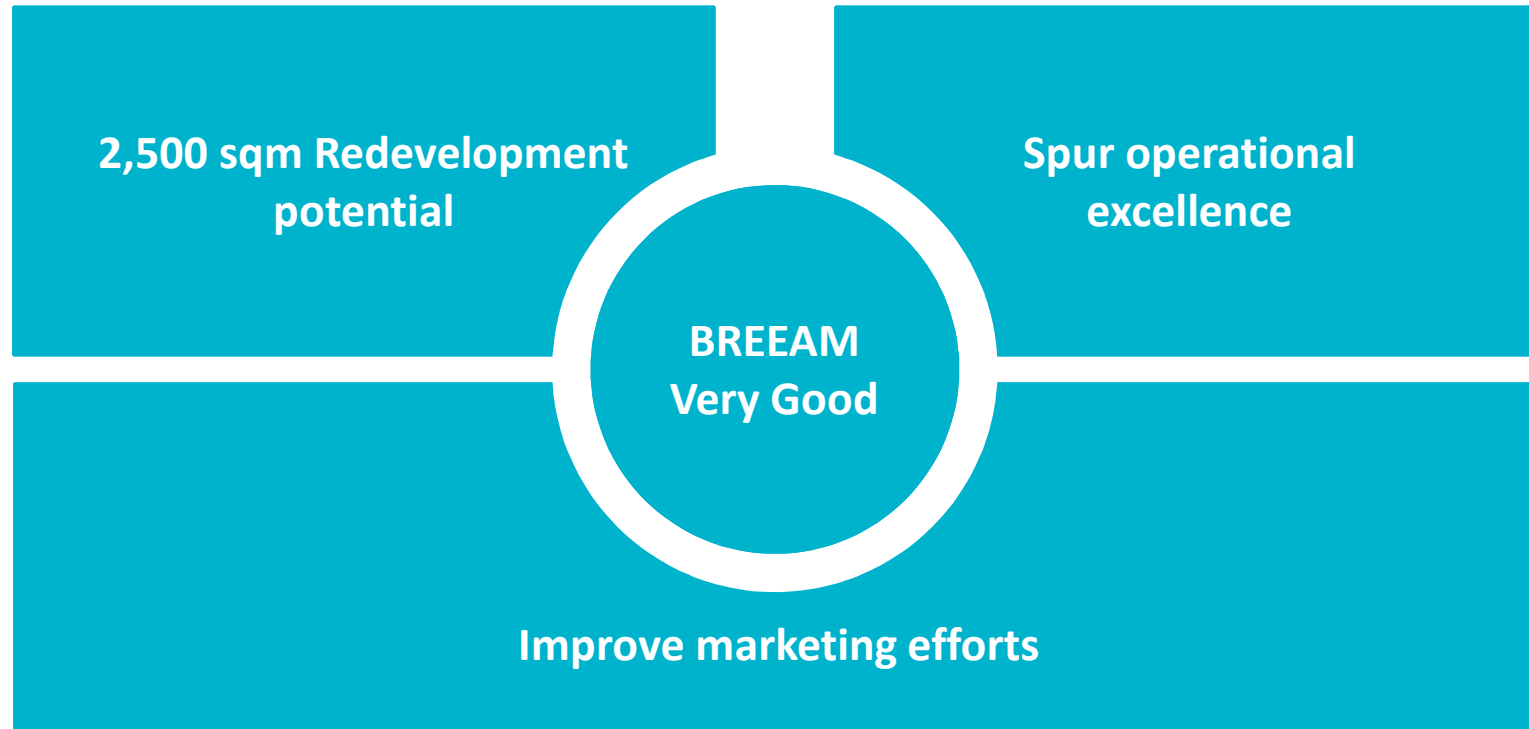 2,500 sqm Redevelopment
potential
Spur operational
excellence
BREEAM
Very Good
Improve marketing efforts